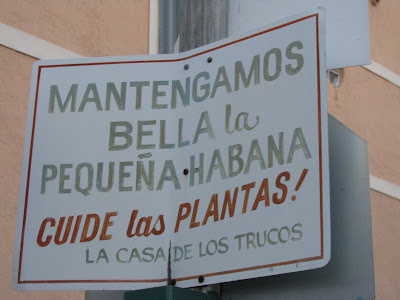 MANTENGAMOS
BELLA la
PEQUEÑA-HABANA
CUIDE las PLANTAS!
LA CASA DE LOS TRUCOS